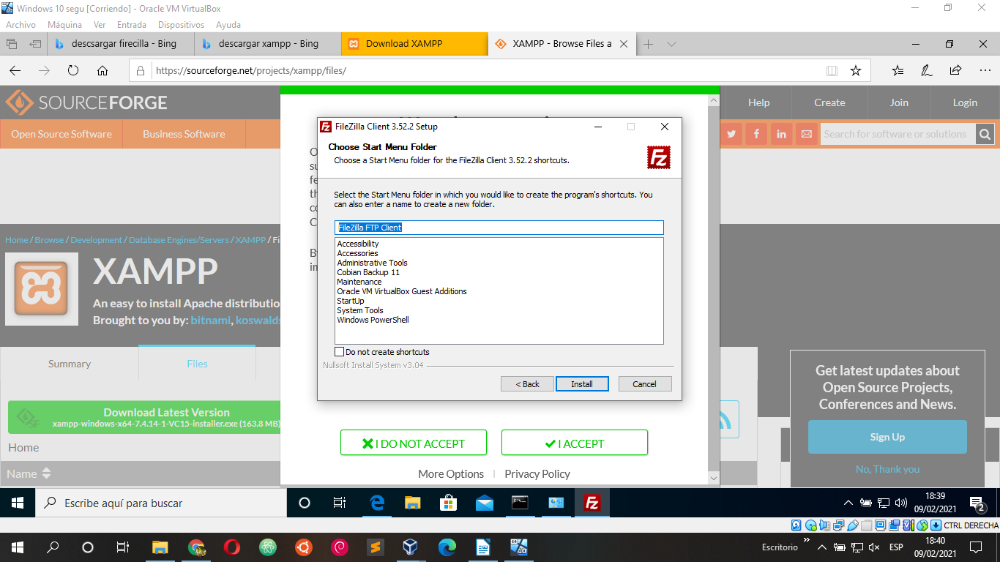 Windows 10 segu [Corriendo] - Oracle VM VirtualBox
Archivo Máquina Ver Entrada Dispositivos Ayuda
descsargar firecilla - Bing
descargar xampp - Bing
Download XAMPP
XAMPP - Browse Files a
https://sourceforge.net/projects/xampp/files/
SOURCEFORGE
Help Create Join Login
Open Source Software Business Software
Search for software or solutions
FileZilla Client 3.52.2 Setup
Choose Start Menu Folder
Choose a Start Menu folder for the FileZilla Client 3.52.2 shortcuts.
Fz
Select the Start Menu folder in which you would like to create the program's shortcuts. You
can also enter a name to create a new folder.
FileZilla FTP Client
Accessibility
Accessories
Administrative Tools
Cobian Backup 11
Maintenance
Oracle VM VirtualBox Guest Additions
StartUp
System Tools
Windows PowerShell
Do not create shortcuts
Nullsoft Install System v3.04
< Back Install Cancel
Home / Browse / Development / Database Engines/Servers / XAMPP / Fi
XAMPP
An easy to install Apache distributio
Brought to you by: bitnami, koswalds
Summary Files
Download Latest Version
xampp-windows-x64-7.4.14-1-VC15-installer.exe (163.8 MB)
Home
Name
I DO NOT ACCEPT
I ACCEPT
More Options
Privacy Policy
Get latest updates about
Open Source Projects,
Conferences and News.
Sign Up
No, Thank you
Escribe aquí para buscar
18:39
09/02/2021
2
CTRL DERECHA
Escritorio
ESP
18:40
09/02/2021